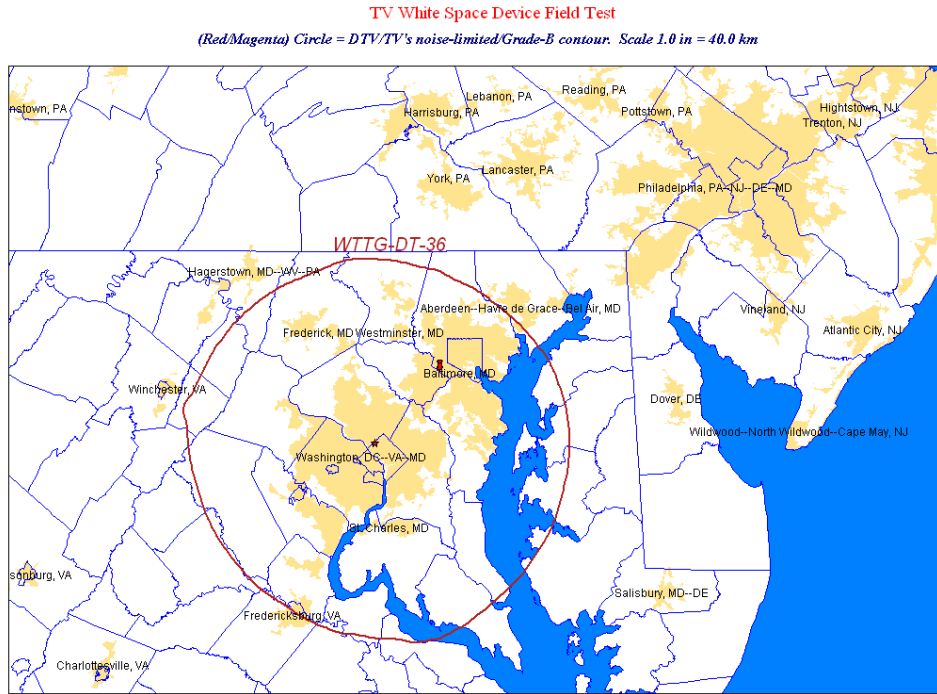 TV White Space Device Field Test
(Red/Magenta) Circle = DTV/TV's noise-limited/Grade-B contour. Scale 1.0 in = 40.0 km
Reading, PA
Lebanon, PA
nstown, PA
Harrisburg, PA
Pottstown, PA
Hightstown, NJ
Trenton, NJ
Lancaster, PA
York, PA
Philadelphia, PA--NJ--DE--MD
WTTG-DT-36
Hagerstown, MD--WV--PA
Aberdeen--Havre de Grace--Bel Air, MD
Vineland, NJ
Frederick, MD
Westminster, MD
Atlantic City, NJ
Baltimore, MD
Winchester, VA
Dover, DE
Wildwood--North Wildwood--Cape May, NJ
Washington, DC--VA--MD
St. Charles, MD
sonburg, VA
Salisbury, MD--DE
Fredericksburg, VA
Charlottesville, VA